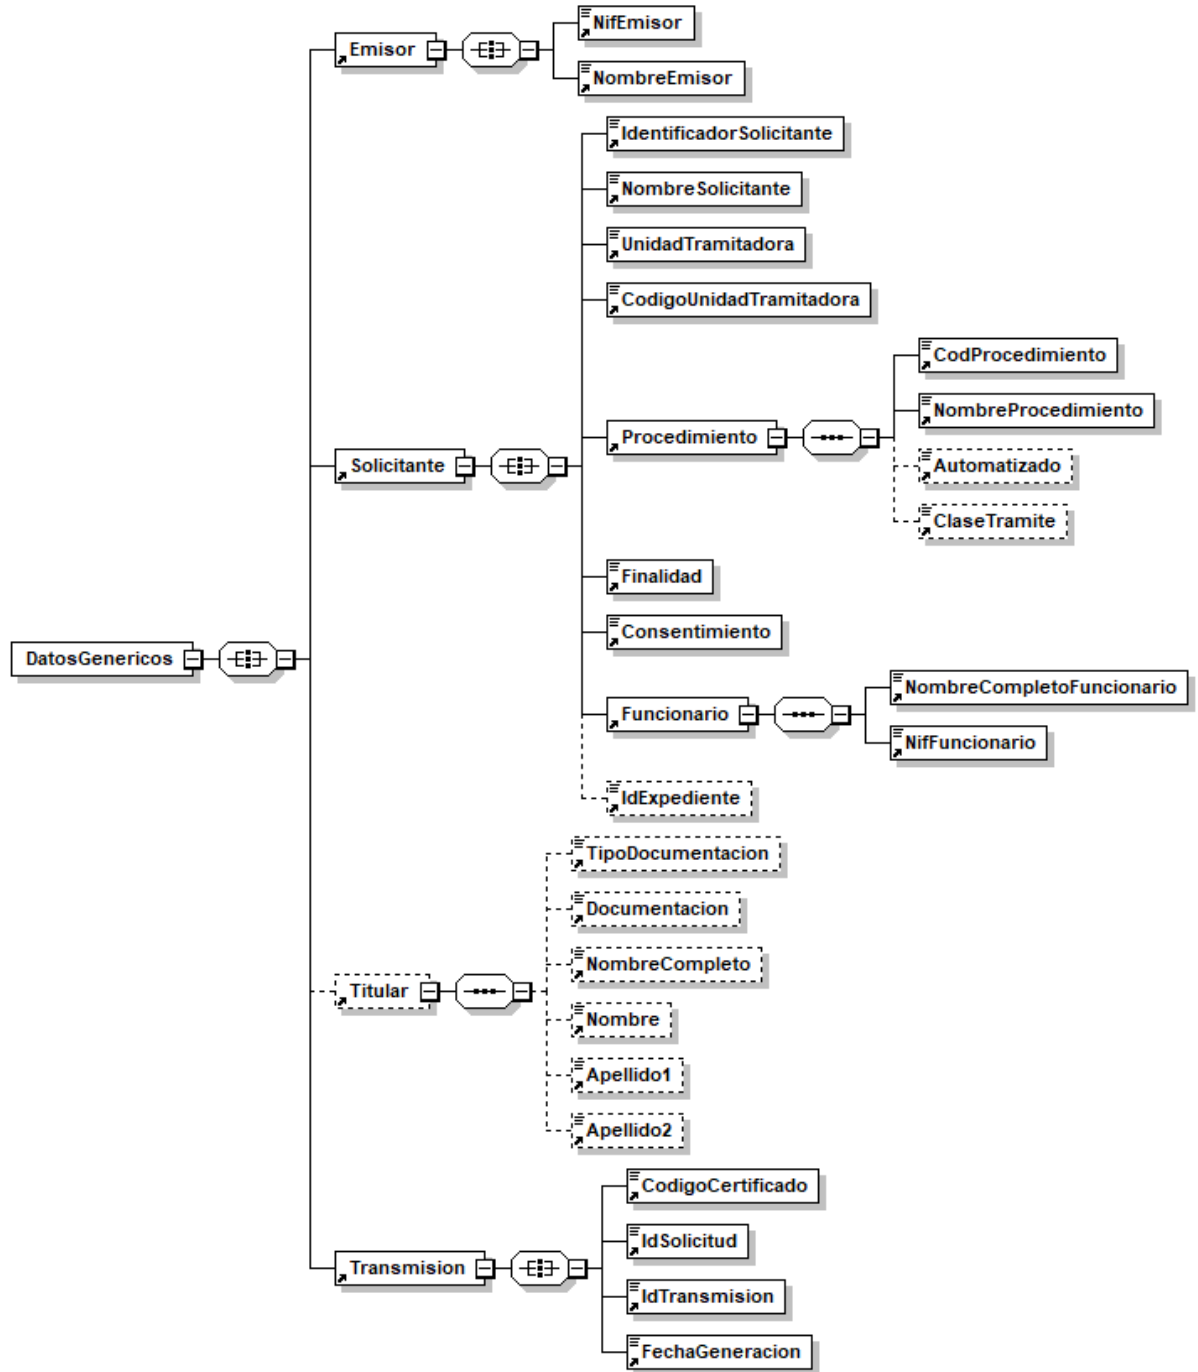 NifEmisor
Emisor
NombreEmisor
IdentificadorSolicitante
NombreSolicitante
UnidadTramitadora
CodigoUnidadTramitadora
CodProcedimiento
NombreProcedimiento
Procedimiento
Automatizado
Solicitante
ClaseTramite
Finalidad
Consentimiento
DatosGenericos
NombreCompletoFuncionario
Funcionario
NifFuncionario
IdExpediente
TipoDocumentacion
Documentacion
NombreCompleto
Titular
Nombre
Apellido1
Apellido2
CodigoCertificado
IdSolicitud
Transmision
IdTransmision
FechaGeneracion